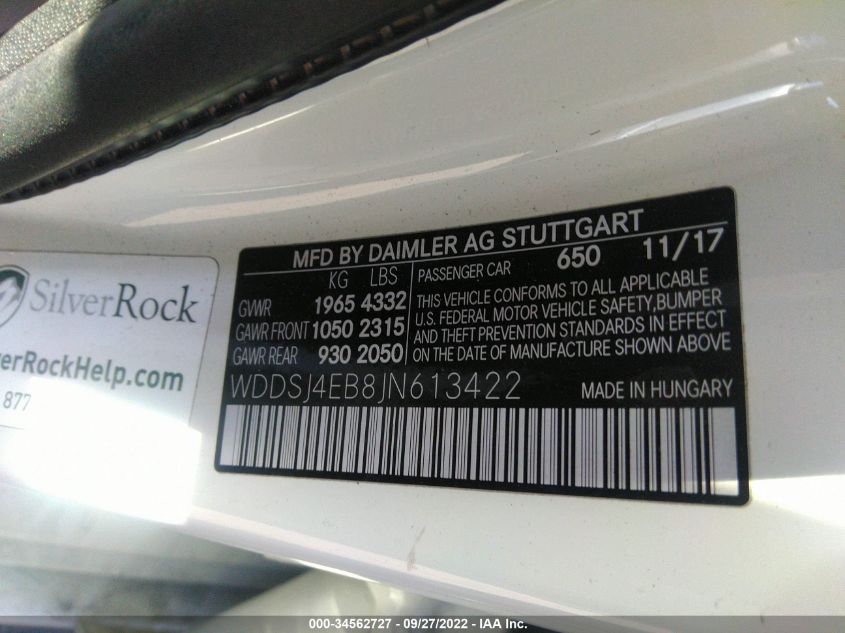 MFD BY DAIMLER AG STUTTGART
KG LBS
GVWR 1965 4332
GAWR FRONT 1050 2315
GAWR REAR 930 2050
PASSENGER CAR 650 11/17
THIS VEHICLE CONFORMS TO ALL APPLICABLE
U.S. FEDERAL MOTOR VEHICLE SAFETY, BUMPER
AND THEFT PREVENTION STANDARDS IN EFFECT
ON THE DATE OF MANUFACTURE SHOWN ABOVE
WDDSJ4EB8JN613422 MADE IN HUNGARY
SilverRock
verRockHelp.com
877
000-34562727 - 09/27/2022 - IAA Inc.